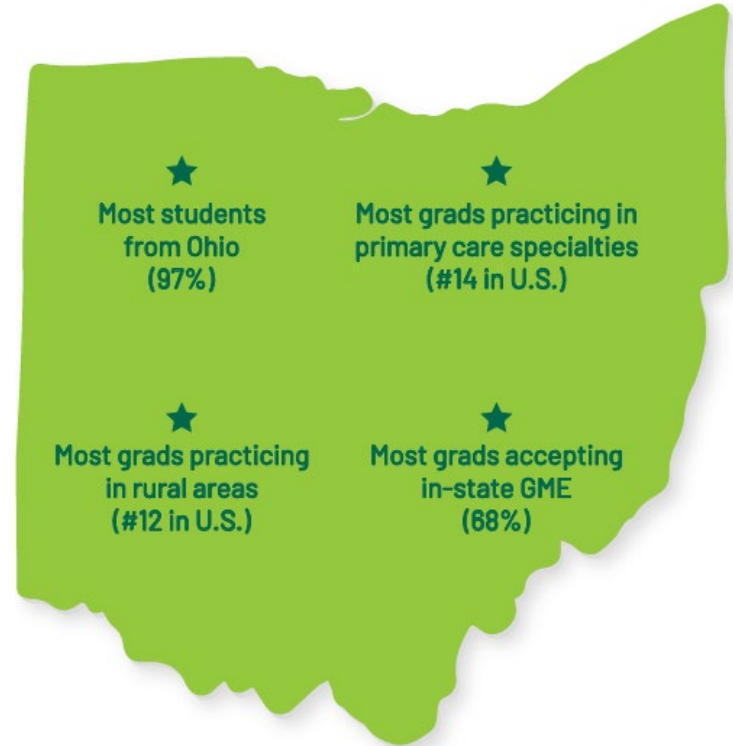 Most students
from Ohio
(97%)
Most grads practicing in
primary care specialties
(#14 in U.S.)
Most grads practicing
in rural areas
(#12 in U.S.)
Most grads accepting
in-state GME
(68%)